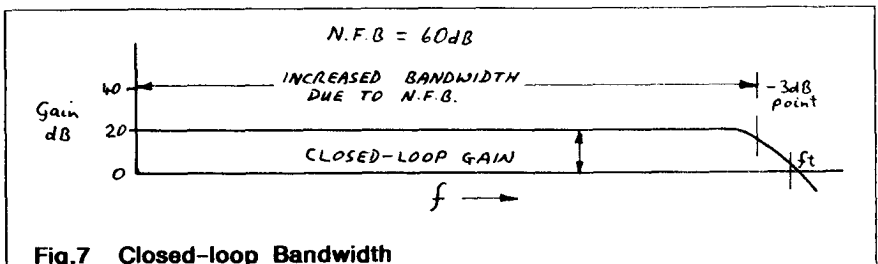 N.F.B = 60dB
INCREASED BANDWIDTH
DUE TO N.F.B.
-3dB
point
40
Gain
dB
20
CLOSED-LOOP GAIN
ft
0
f
Fig.7 Closed-loop Bandwidth